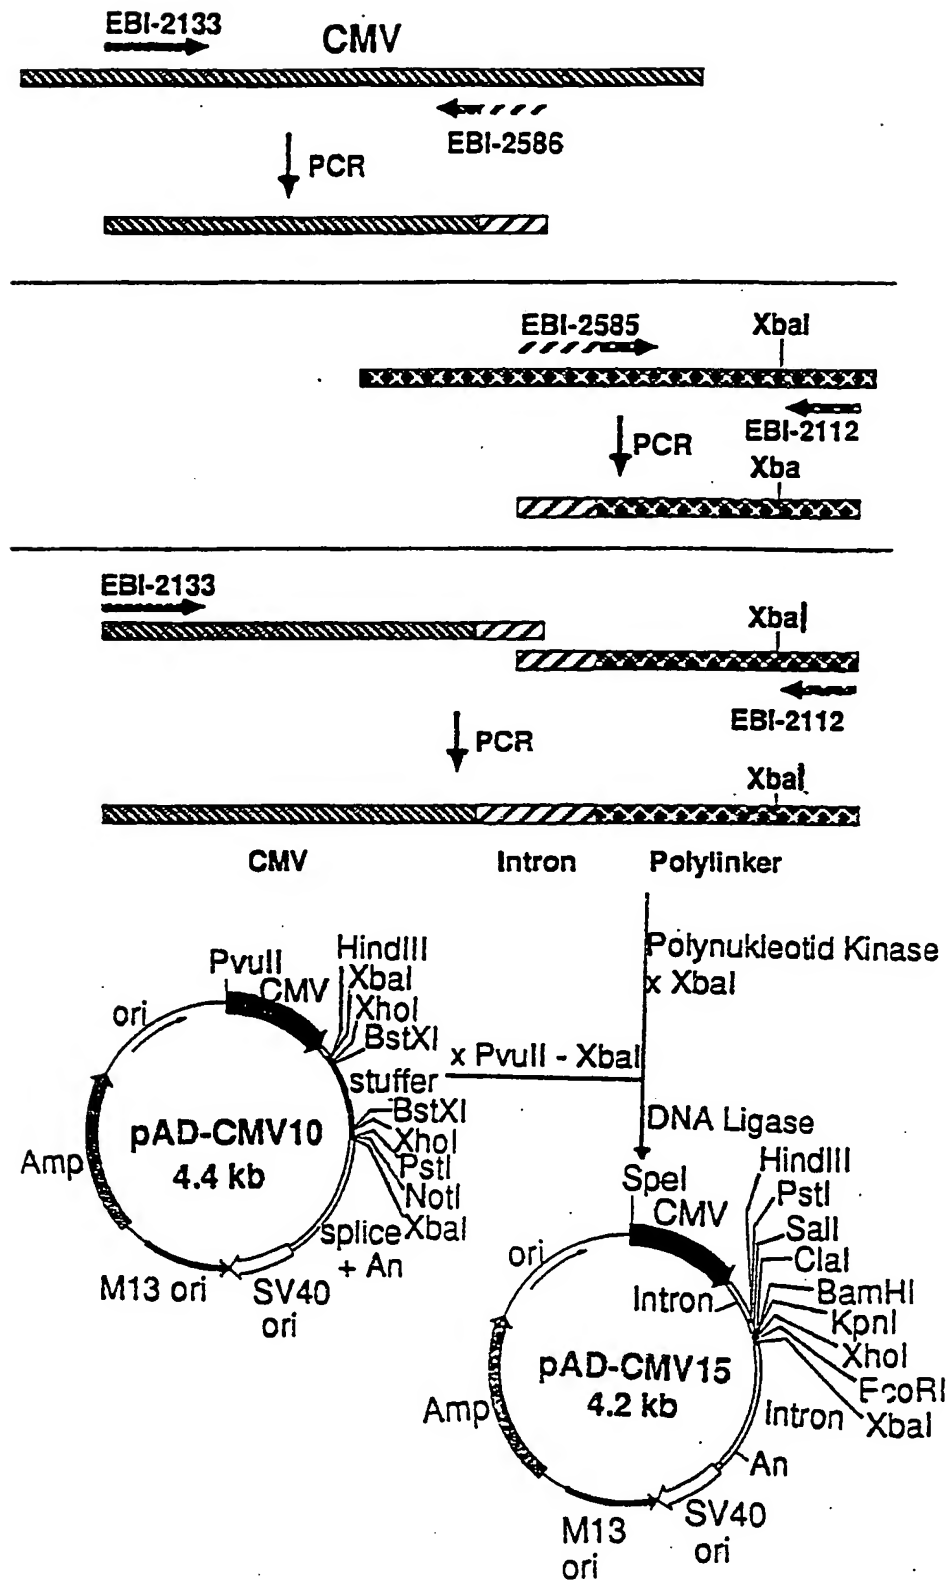 EBI-2133
CMV
EBI-2586
PCR
EBI-2585
XbaI
EBI-2112
PCR
Xba
EBI-2133
XbaI
EBI-2112
PCR
XbaI
CMV Intron Polylinker
Polynukleotid Kinase
x XbaI
PvuII
CMV
HindIII
XbaI
XhoI
BstXI
ori
stuffer
x PvuII - XbaI
BstXI
XhoI
PstI
NotI
XbaI
pAD-CMV10
4.4 kb
Amp
splice
+ An
M13 ori
SV40
ori
DNA Ligase
SpeI
CMV
HindIII
PstI
SalI
ClaI
BamHI
KpnI
XhoI
EcoRI
XbaI
ori
Intron
pAD-CMV15
4.2 kb
Amp
Intron
An
SV40
ori
M13
ori